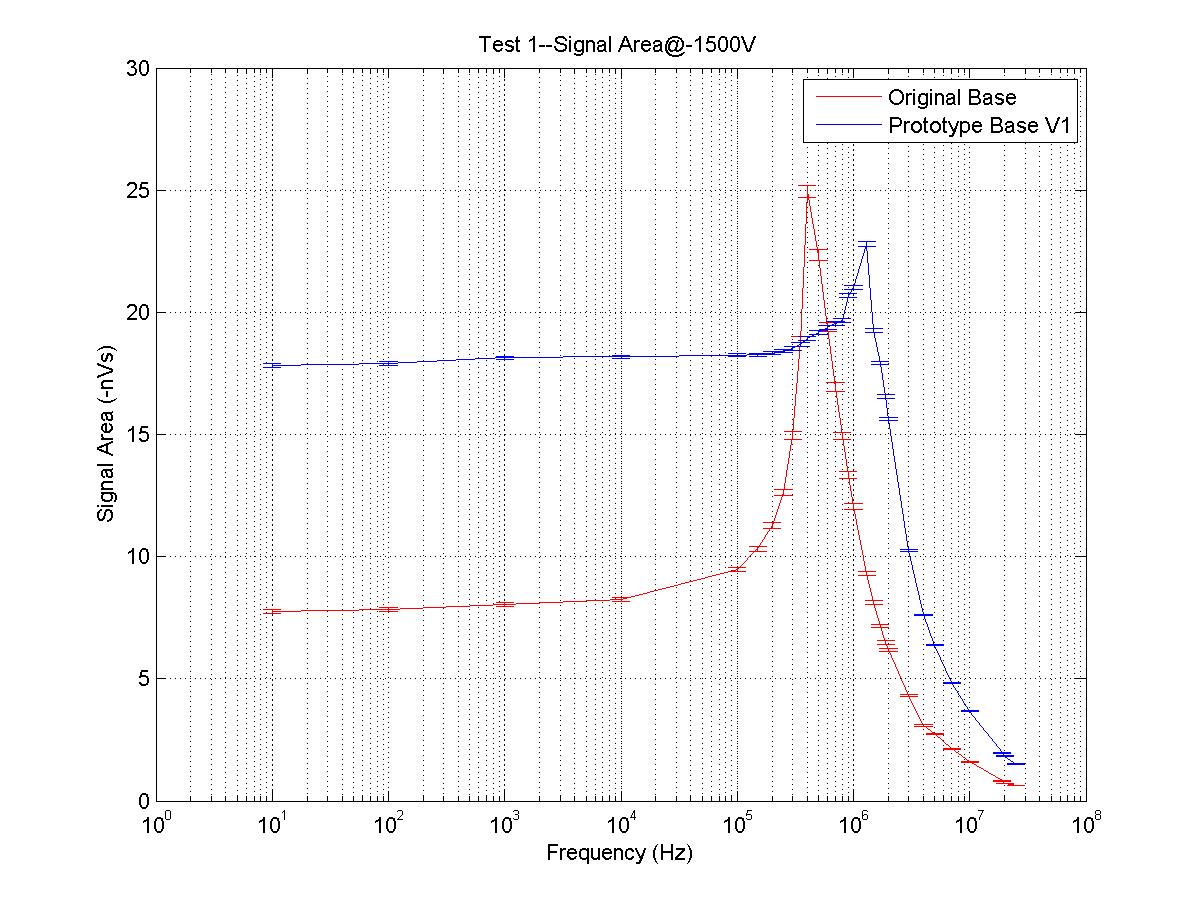 Test 1--Signal Area@-1500V
30
25
20
15
10
5
0
Signal Area (-nVs)
Original Base
Prototype Base V1
10^0 10^1 10^2 10^3 10^4 10^5 10^6 10^7 10^8
Frequency (Hz)